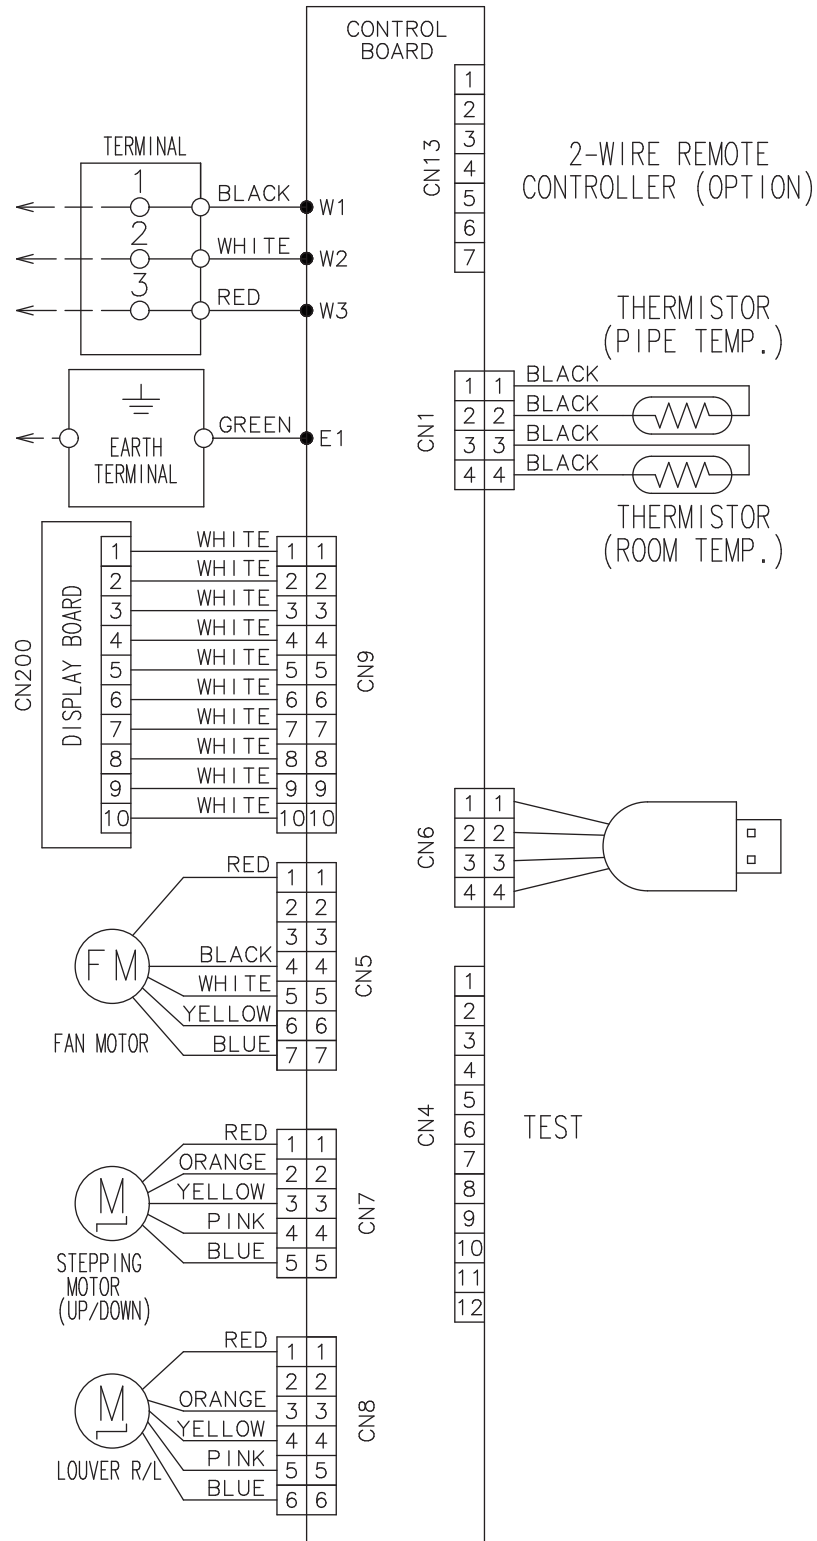 CONTROL
BOARD
CN13
1
2
3
4
5
6
7
2-WIRE REMOTE
CONTROLLER (OPTION)
TERMINAL
1
BLACK
W1
2
WHITE
W2
3
RED
W3
EARTH
TERMINAL
GREEN
E1
THERMISTOR
(PIPE TEMP.)
CN1
1 1 BLACK
2 2 BLACK
3 3 BLACK
4 4 BLACK
THERMISTOR
(ROOM TEMP.)
CN200
DISPLAY BOARD
1 WHITE 1 1
2 WHITE 2 2
3 WHITE 3 3
4 WHITE 4 4
5 WHITE 5 5
6 WHITE 6 6
7 WHITE 7 7
8 WHITE 8 8
9 WHITE 9 9
10 WHITE 10 10
CN9
CN6
1 1
2 2
3 3
4 4
FM
FAN MOTOR
RED 1 1
2 2
3 3
BLACK 4 4
WHITE 5 5
YELLOW 6 6
BLUE 7 7
CN5
CN4
1
2
3
4
5
6
7
8
9
10
11
12
TEST
M
STEPPING
MOTOR
(UP/DOWN)
RED 1 1
ORANGE 2 2
YELLOW 3 3
PINK 4 4
BLUE 5 5
CN7
M
LOUVER R/L
RED 1 1
2 2
ORANGE 3 3
YELLOW 4 4
PINK 5 5
BLUE 6 6
CN8